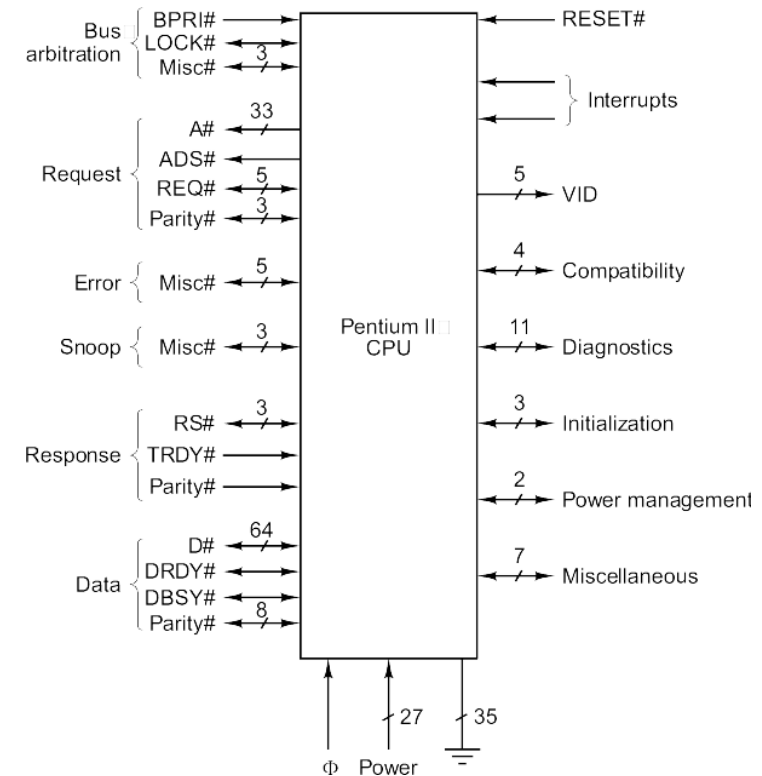 Bus
arbitration
BPRI#
LOCK#
Misc#
3
Request
A#
33
ADS#
REQ#
5
Parity#
3
Error
Misc#
5
Snoop
Misc#
3
Response
RS#
3
TRDY#
Parity#
Data
D#
64
DRDY#
DBSY#
Parity#
8
Pentium II
CPU
RESET#
Interrupts
5
VID
4
Compatibility
11
Diagnostics
3
Initialization
2
Power management
7
Miscellaneous
Φ
27
Power
35